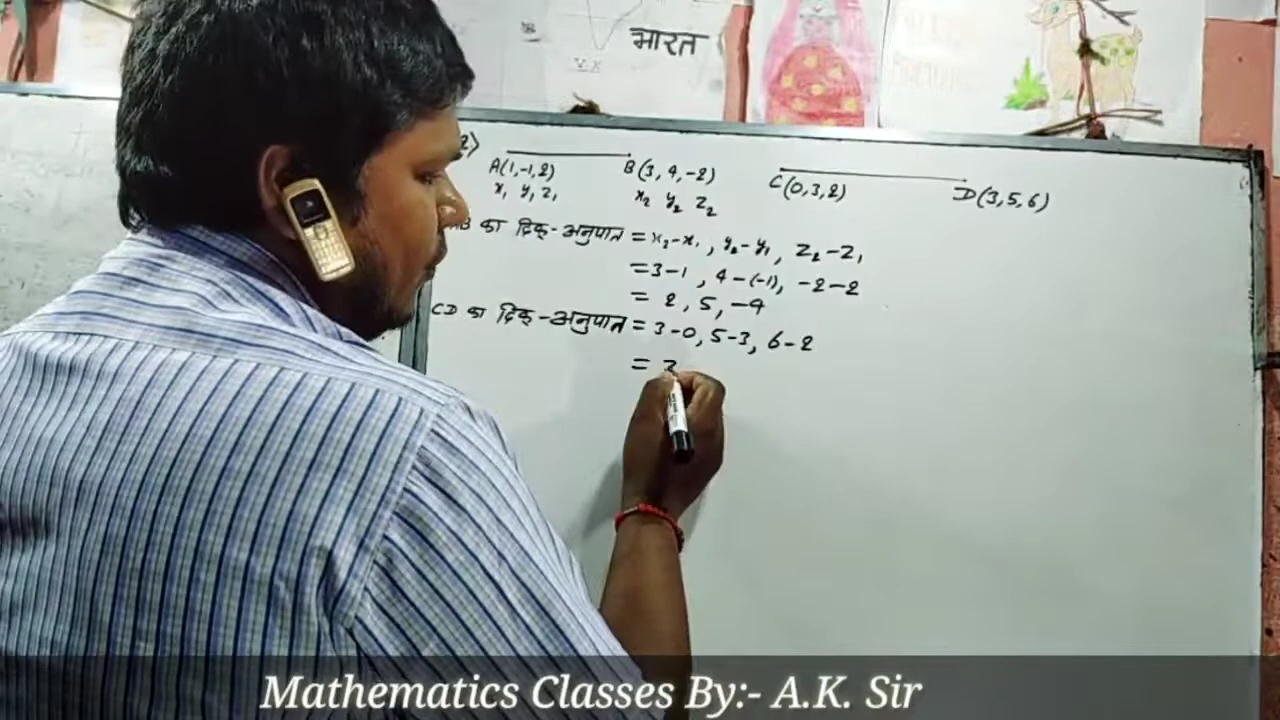 भारत
2)
A(1,-1,2) B(3, 4, -2) C(0,3,2) D(3,5,6)
x₁ y₁ z₁ x₂ y₂ z₂
AB का दिक्-अनुपात = x₂-x₁ , y₂-y₁ , z₂-z₁
=3-1 , 4-(-1), -2-2
= 2, 5, -4
CD का दिक्-अनुपात = 3-0, 5-3, 6-2
= 3
Mathematics Classes By:- A.K. Sir